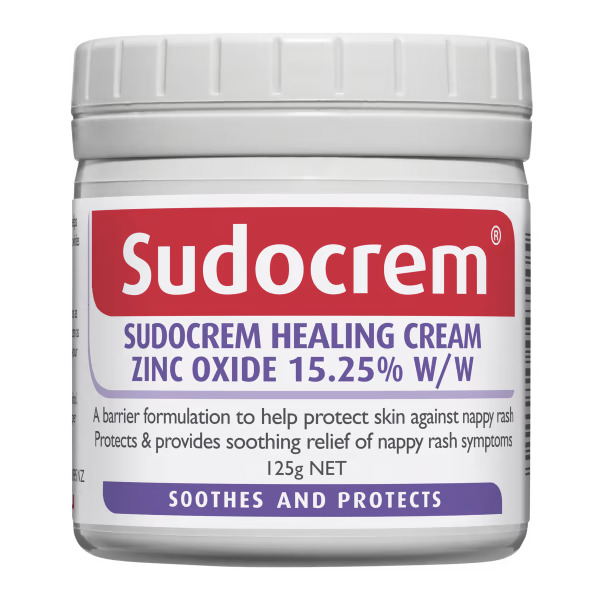 Sudocrem®
SUDOCREM HEALING CREAM
ZINC OXIDE 15.25% W/W
A barrier formulation to help protect skin against nappy rash
Protects & provides soothing relief of nappy rash symptoms
125g NET
SOOTHES AND PROTECTS